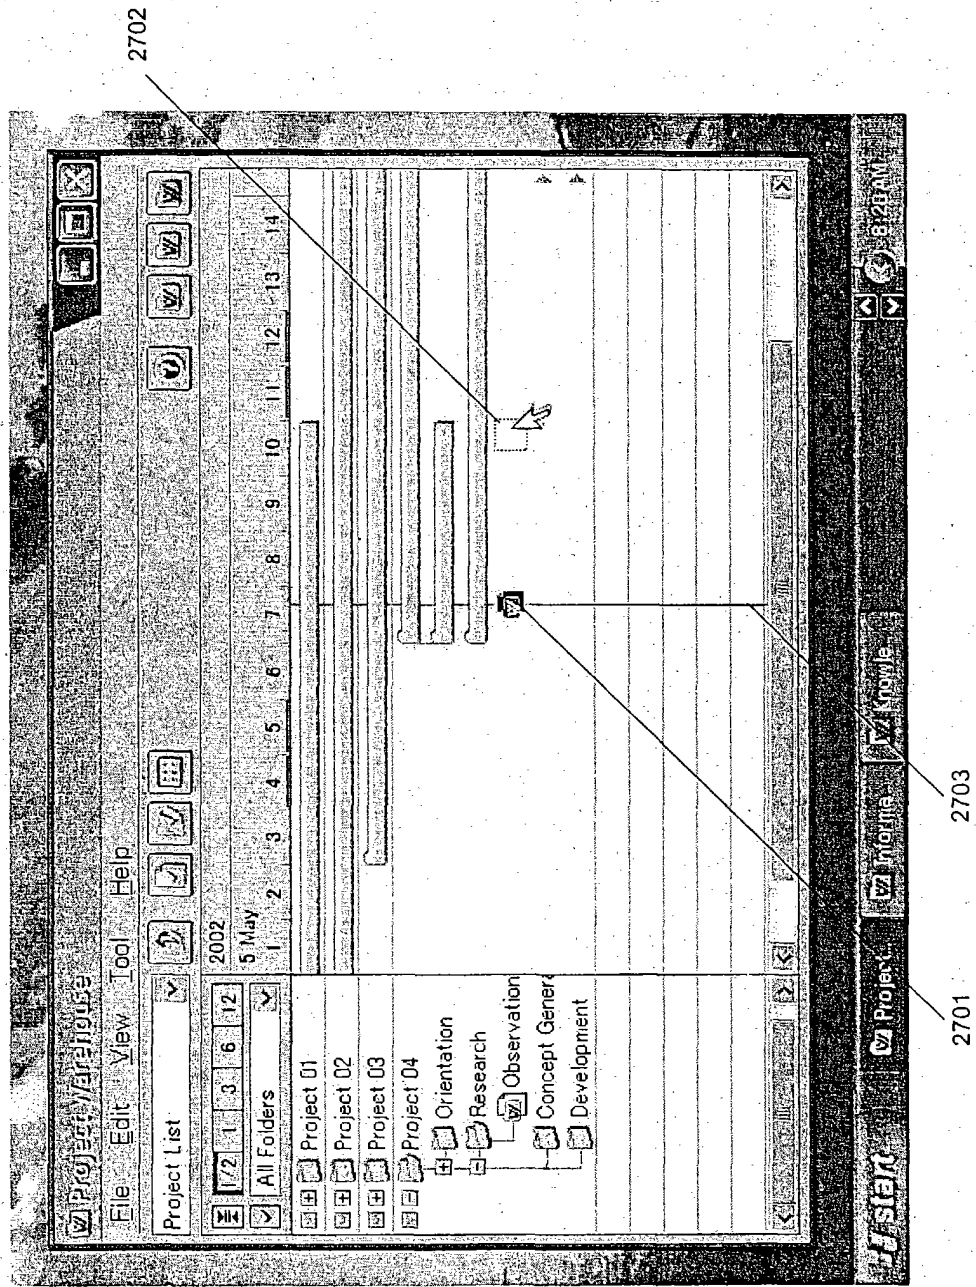 2702
Project Warehouse
File Edit View Tool Help
Project List
1/2 1 3 6 12
2002
5 May
All Folders
1 2 3 4 5 6 7 8 9 10 11 12 13 14
Project 01
Project 02
Project 03
Project 04
Orientation
Research
Observation
Concept Genera
Development
start
Project...
Informa...
Knowle...
8:20 AM
2701
2703